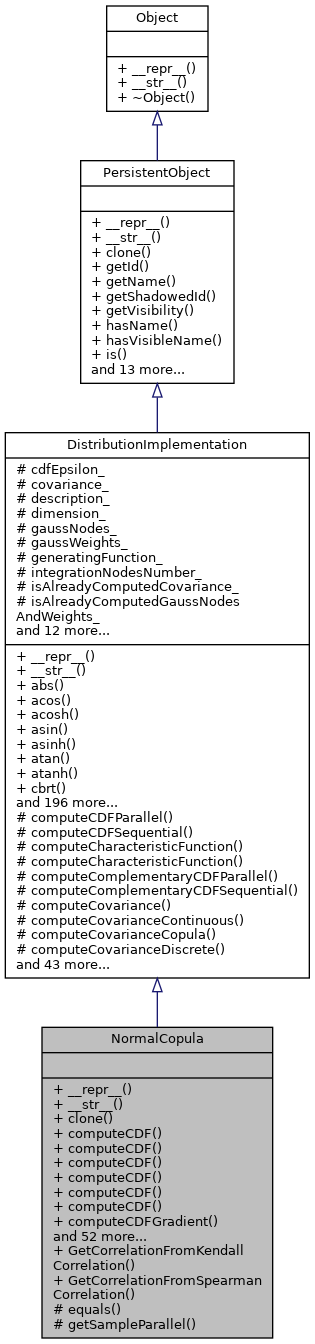 Object
+ __repr__()
+ __str__()
+ ~Object()
PersistentObject
+ __repr__()
+ __str__()
+ clone()
+ getId()
+ getName()
+ getShadowedId()
+ getVisibility()
+ hasName()
+ hasVisibleName()
+ is()
and 13 more...
DistributionImplementation
# cdfEpsilon_
# covariance_
# description_
# dimension_
# gaussNodes_
# gaussWeights_
# generatingFunction_
# integrationNodesNumber_
# isAlreadyComputedCovariance_
# isAlreadyComputedGaussNodes
AndWeights_
and 12 more...
+ __repr__()
+ __str__()
+ abs()
+ acos()
+ acosh()
+ asin()
+ asinh()
+ atan()
+ atanh()
+ cbrt()
and 196 more...
# computeCDFParallel()
# computeCDFSequential()
# computeCharacteristicFunction()
# computeCharacteristicFunction()
# computeComplementaryCDFParallel()
# computeComplementaryCDFSequential()
# computeCovariance()
# computeCovarianceContinuous()
# computeCovarianceCopula()
# computeCovarianceDiscrete()
and 43 more...
NormalCopula
+ __repr__()
+ __str__()
+ clone()
+ computeCDF()
+ computeCDF()
+ computeCDF()
+ computeCDF()
+ computeCDF()
+ computeCDF()
+ computeCDFGradient()
and 52 more...
+ GetCorrelationFromKendall
Correlation()
+ GetCorrelationFromSpearman
Correlation()
# equals()
# getSampleParallel()